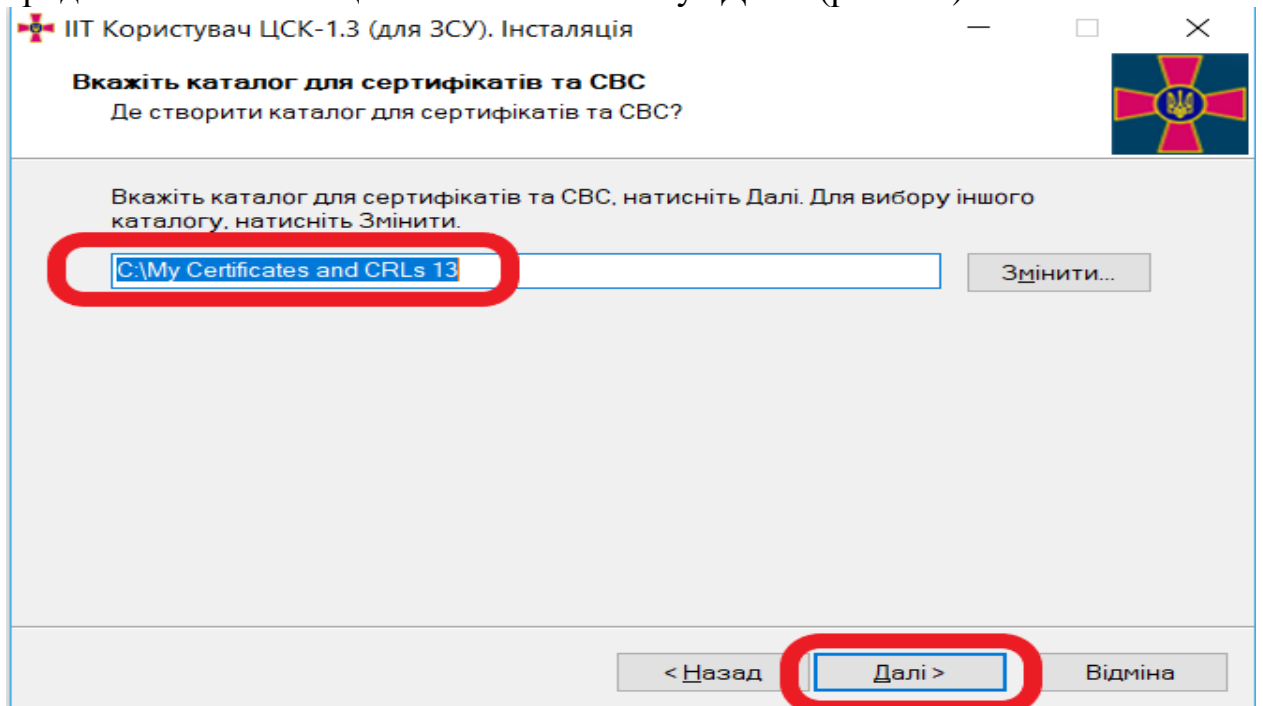 ІІТ Користувач ЦСК-1.3 (для ЗСУ). Інсталяція
Вкажіть каталог для сертифікатів та СВС
Де створити каталог для сертифікатів та СВС?
Вкажіть каталог для сертифікатів та СВС, натисніть Далі. Для вибору іншого
каталогу, натисніть Змінити.
C:\My Certificates and CRLs 13
Змінити...
< Назад
Далі >
Відміна